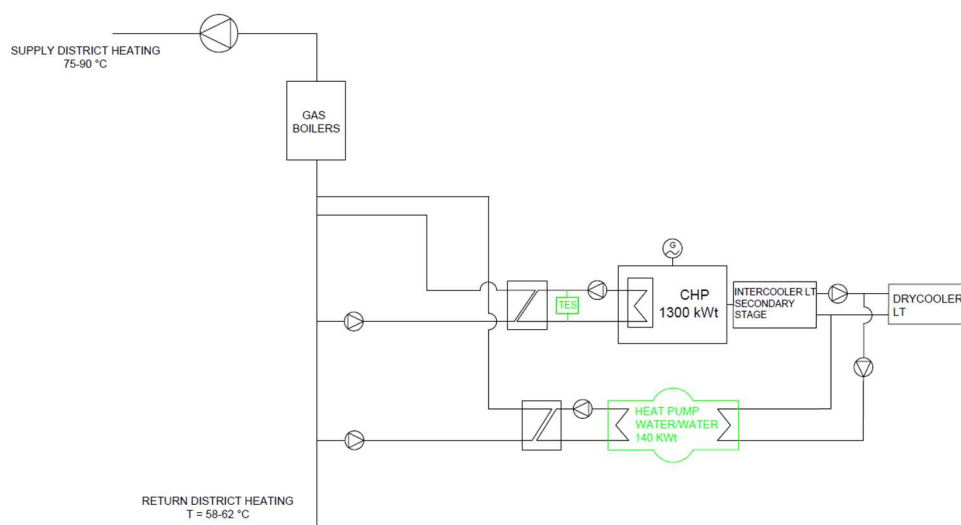 SUPPLY DISTRICT HEATING
75-90 °C
GAS
BOILERS
G
CHP
1300 kWt
INTERCOOLER LT
SECONDARY
STAGE
DRYCOOLER
LT
TES
HEAT PUMP
WATER/WATER
140 KWt
RETURN DISTRICT HEATING
T = 58-62 °C